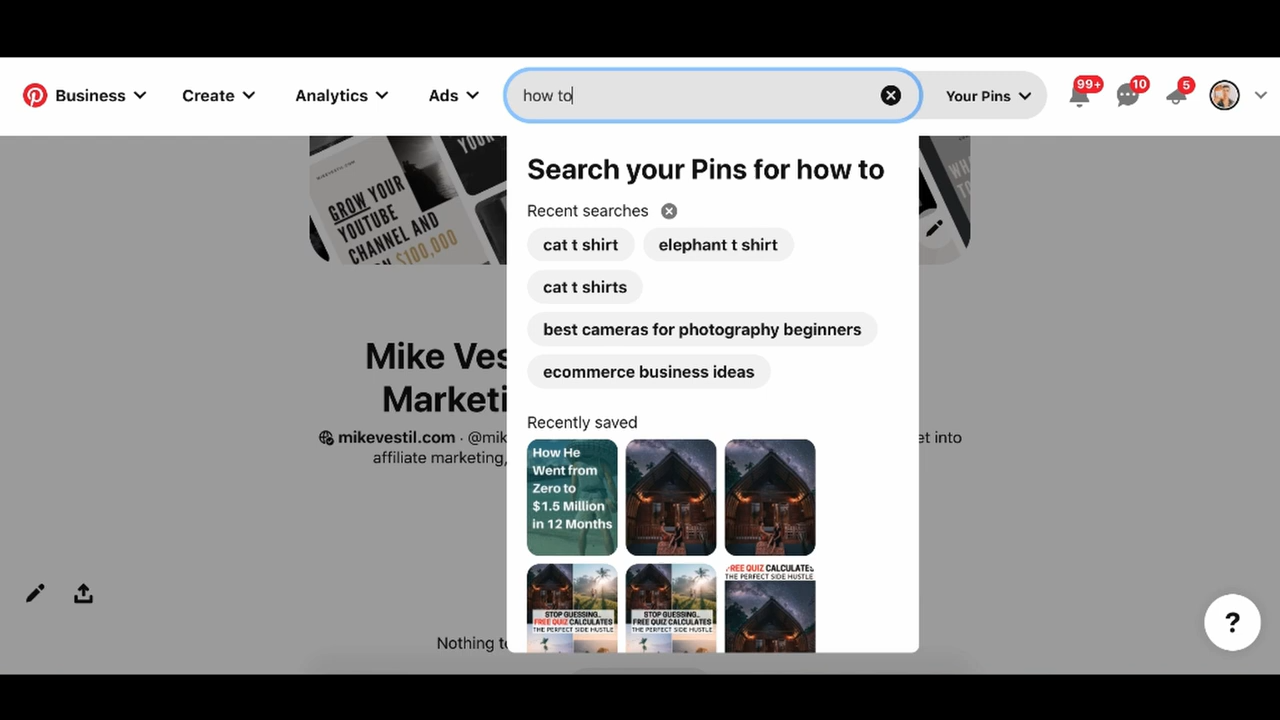 Business
Create
Analytics
Ads
how to
Your Pins
99+
10
5
MIKEVESTIL.COM
GROW YOUR
YOUTUBE
CHANNEL AND
$100,000
YOUR
Search your Pins for how to
Recent searches
cat t shirt
elephant t shirt
cat t shirts
best cameras for photography beginners
ecommerce business ideas
Mike Ves
Marketi
mikevestil.com · @mik
et into
affiliate marketing,
Recently saved
How He
Went from
Zero to
$1.5 Million
in 12 Months
STOP GUESSING..
FREE QUIZ CALCULATES
THE PERFECT SIDE HUSTLE
STOP GUESSING..
FREE QUIZ CALCULATES
THE PERFECT SIDE HUSTLE
FREE QUIZ CALCULATES
THE PERFECT SIDE HUSTLE
Nothing to
?